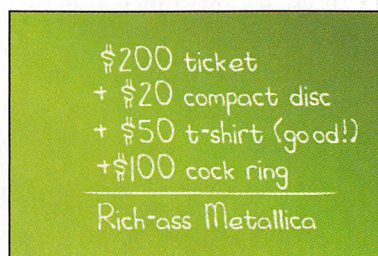 $200 ticket
+ $20 compact disc
+ $50 t-shirt (good!)
+$100 cock ring
Rich-ass Metallica